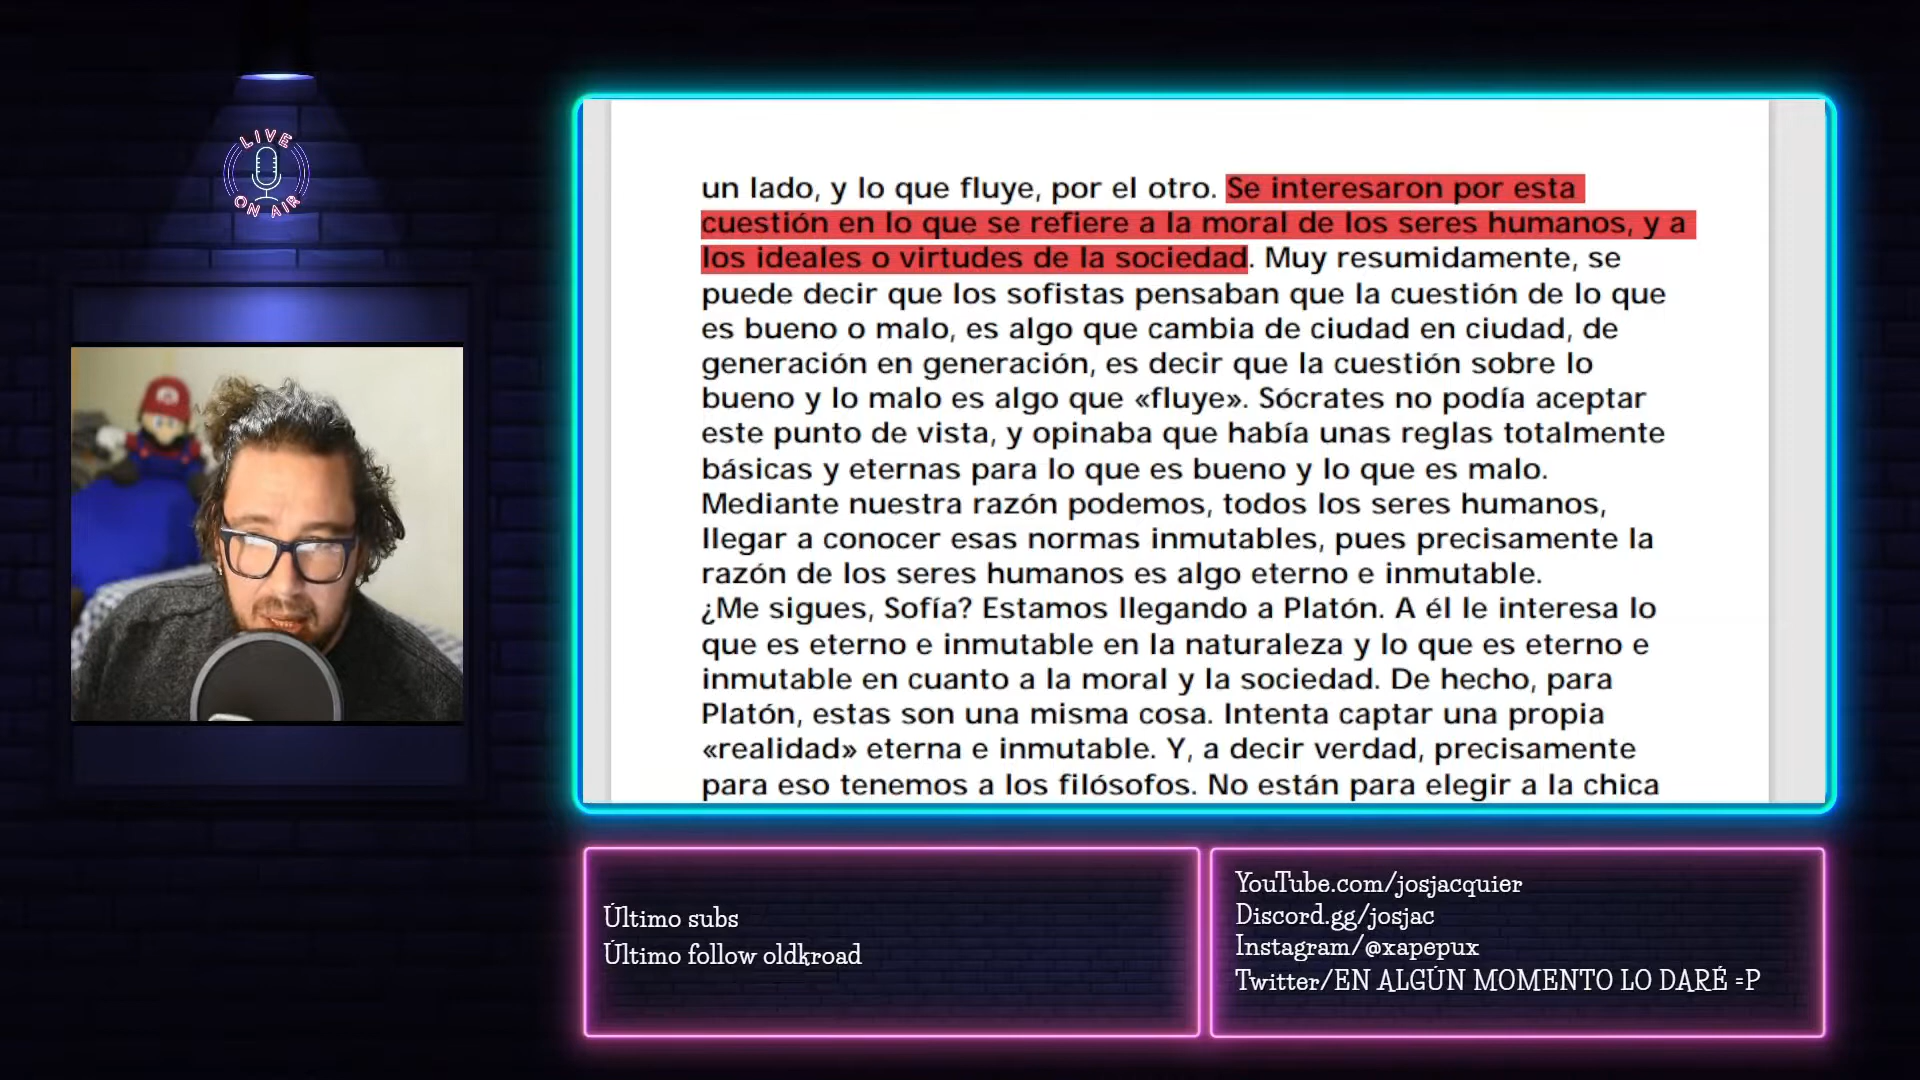 LIVE
ON AIR
un lado, y lo que fluye, por el otro. Se interesaron por esta
cuestión en lo que se refiere a la moral de los seres humanos, y a
los ideales o virtudes de la sociedad. Muy resumidamente, se
puede decir que los sofistas pensaban que la cuestión de lo que
es bueno o malo, es algo que cambia de ciudad en ciudad, de
generación en generación, es decir que la cuestión sobre lo
bueno y lo malo es algo que «fluye». Sócrates no podía aceptar
este punto de vista, y opinaba que había unas reglas totalmente
básicas y eternas para lo que es bueno y lo que es malo.
Mediante nuestra razón podemos, todos los seres humanos,
llegar a conocer esas normas inmutables, pues precisamente la
razón de los seres humanos es algo eterno e inmutable.
¿Me sigues, Sofía? Estamos llegando a Platón. A él le interesa lo
que es eterno e inmutable en la naturaleza y lo que es eterno e
inmutable en cuanto a la moral y la sociedad. De hecho, para
Platón, estas son una misma cosa. Intenta captar una propia
«realidad» eterna e inmutable. Y, a decir verdad, precisamente
para eso tenemos a los filósofos. No están para elegir a la chica
Último subs
Último follow oldkroad
YouTube.com/josjacquier
Discord.gg/josjac
Instagram/@xapepux
Twitter/EN ALGÚN MOMENTO LO DARÉ =P